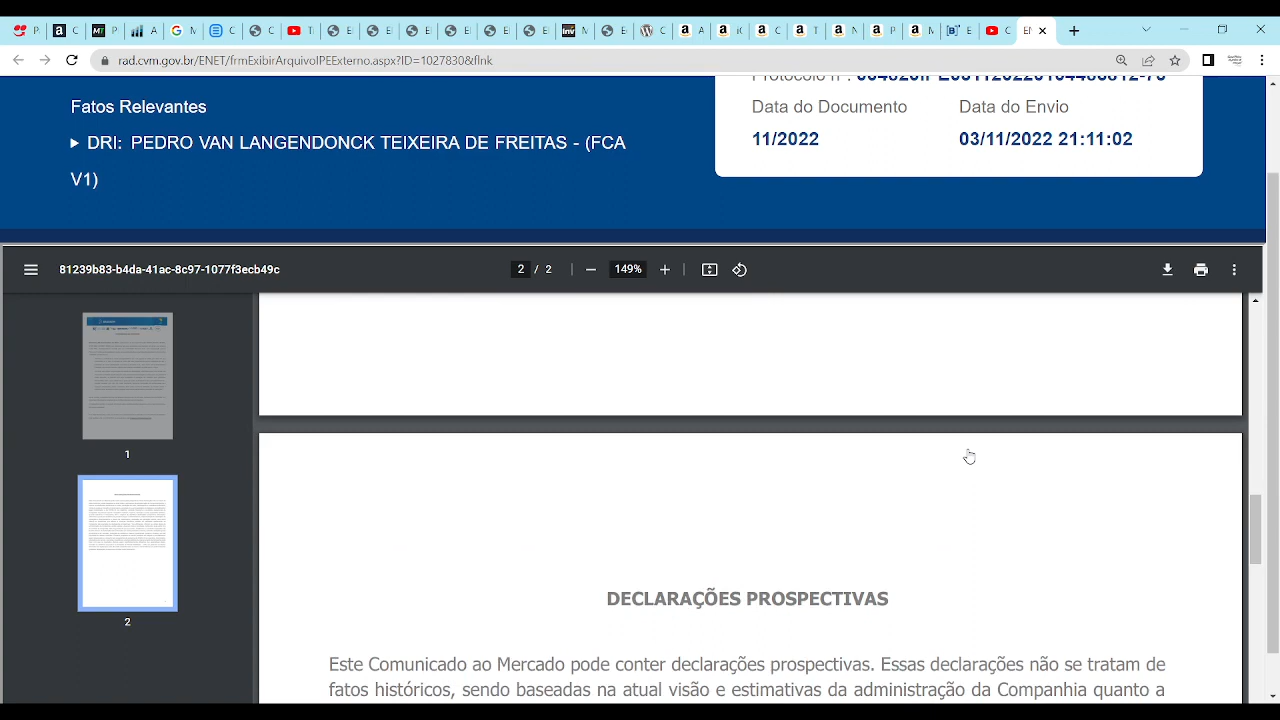 rad.cvm.gov.br/ENET/frmExibirArquivoIPEExterno.aspx?ID=1027830&flnk
Fatos Relevantes
DRI: PEDRO VAN LANGENDONCK TEIXEIRA DE FREITAS - (FCA
V1)
Data do Documento
Data do Envio
11/2022
03/11/2022 21:11:02
81239b83-b4da-41ac-8c97-1077f3ecb49c
2 / 2
149%
1
2
DECLARAÇÕES PROSPECTIVAS
Este Comunicado ao Mercado pode conter declarações prospectivas. Essas declarações não se tratam de
fatos históricos, sendo baseadas na atual visão e estimativas da administração da Companhia quanto a